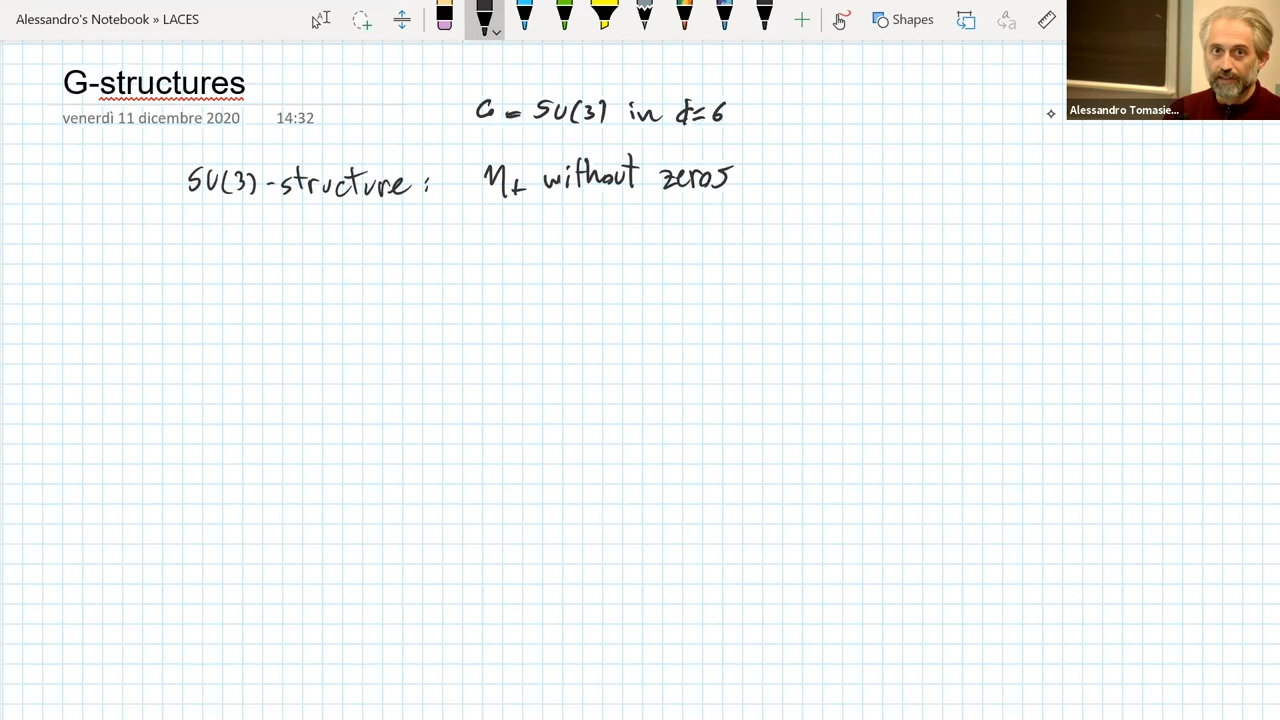 Alessandro's Notebook » LACES
Shapes
Alessandro Tomasie...
G-structures
venerdì 11 dicembre 2020 14:32
G = SU(3) in d=6
SU(3)-structure: η₊ without zeros